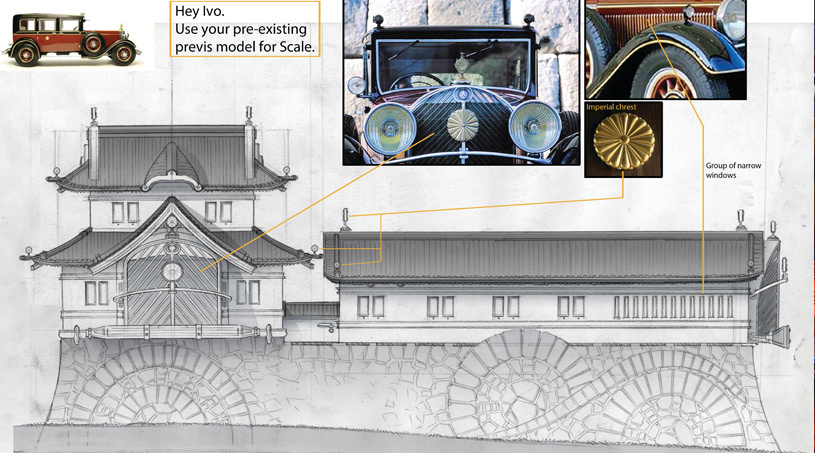 Hey Ivo.
Use your pre-existing
previs model for Scale.
Imperial chrest
Group of narrow
windows